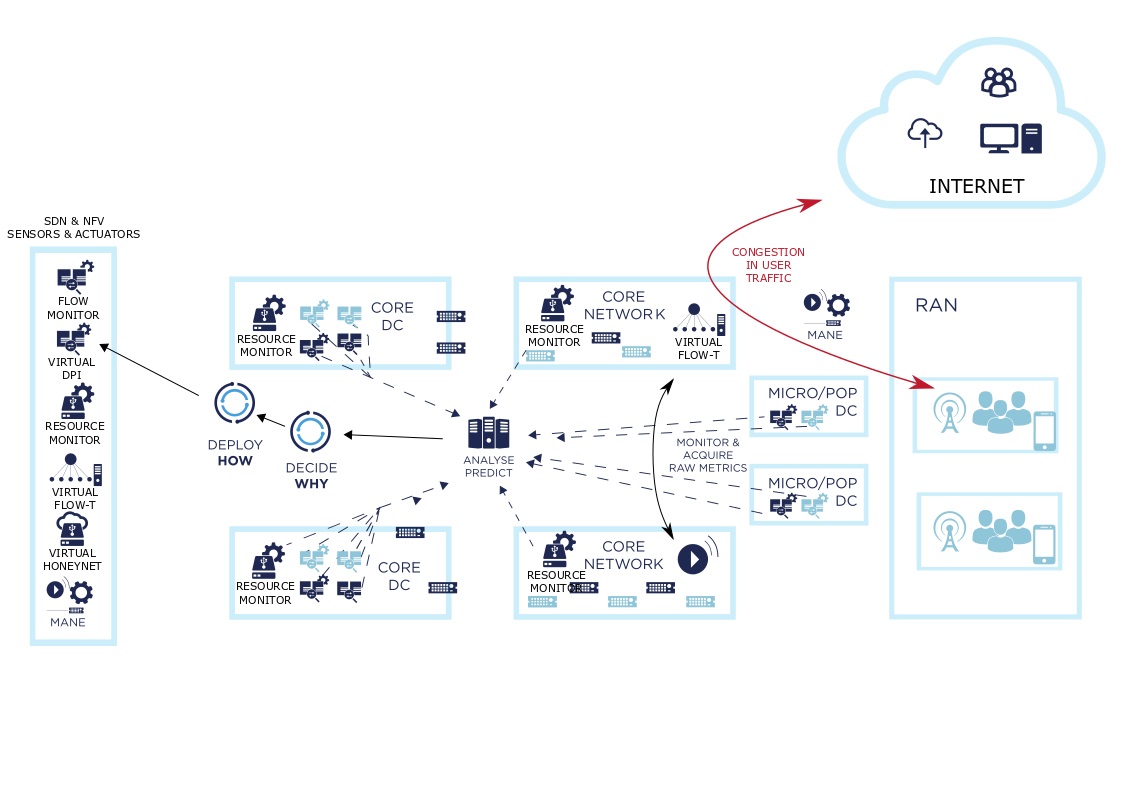 INTERNET
SDN & NFV
SENSORS & ACTUATORS
FLOW
MONITOR
VIRTUAL
DPI
RESOURCE
MONITOR
VIRTUAL
FLOW-T
VIRTUAL
HONEYNET
MANE
RESOURCE
MONITOR
CORE
DC
DEPLOY
HOW
DECIDE
WHY
RESOURCE
MONITOR
CORE
DC
CORE
NETWORK
RESOURCE
MONITOR
VIRTUAL
FLOW-T
ANALYSE
PREDICT
CORE
NETWORK
RESOURCE
MONITOR
CONGESTION
IN USER
TRAFFIC
MANE
MICRO/POP
DC
MONITOR &
ACQUIRE
RAW METRICS
MICRO/POP
DC
RAN